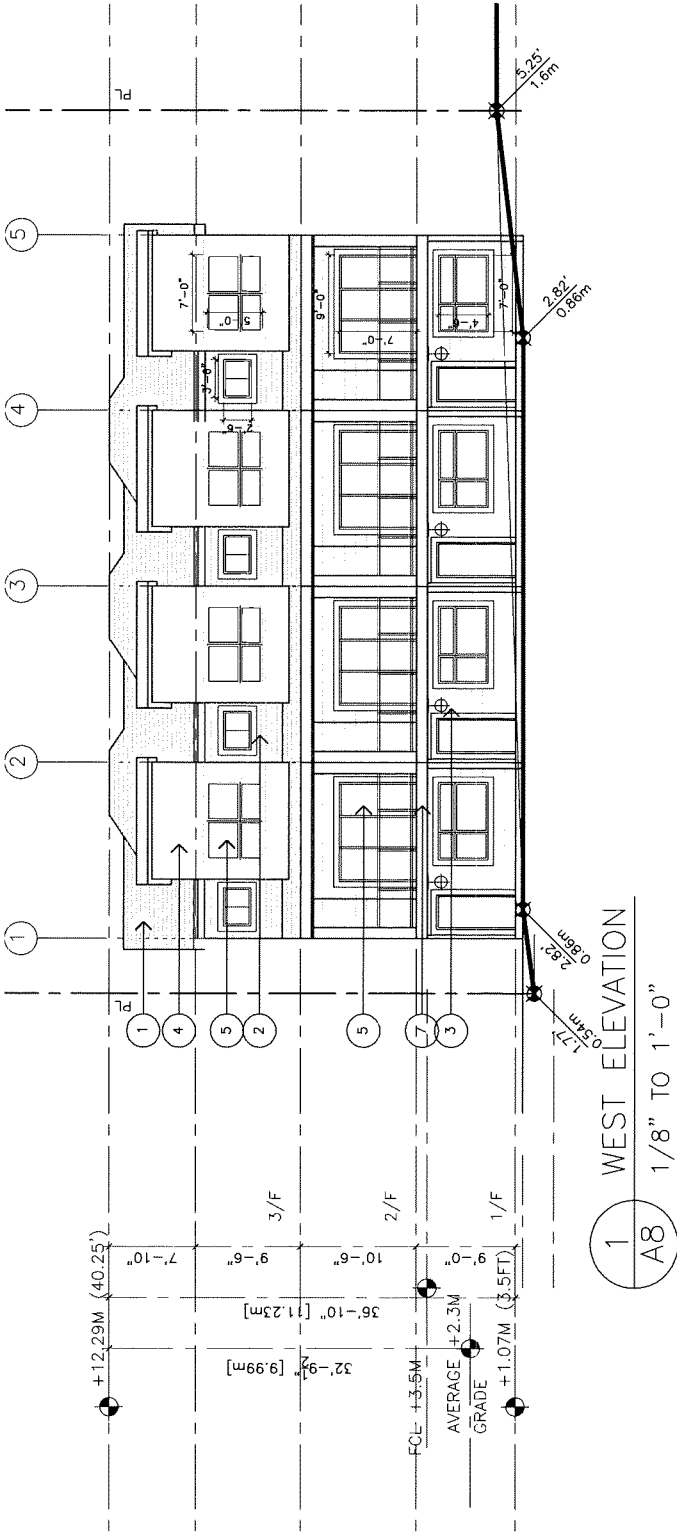 1
2
3
4
5
PL
PL
5.25'
1.6m
7'-0"
5'-0"
3'-6"
2'-6"
9'-0"
7'-0"
4'-6"
7'-0"
2.82'
0.86m
2.82'
0.86m
1.77'
0.54m
1
4
5
2
5
7
3
+12.29M (40.25')
7'-10"
9'-6"
3/F
10'-6"
2/F
9'-0"
1/F
36'-10" [11.23m]
32'-9½" [9.99m]
FCL +3.5M
AVERAGE +2.3M
GRADE
+1.07M (3.5FT)
1
A8
WEST ELEVATION
1/8" TO 1'-0"